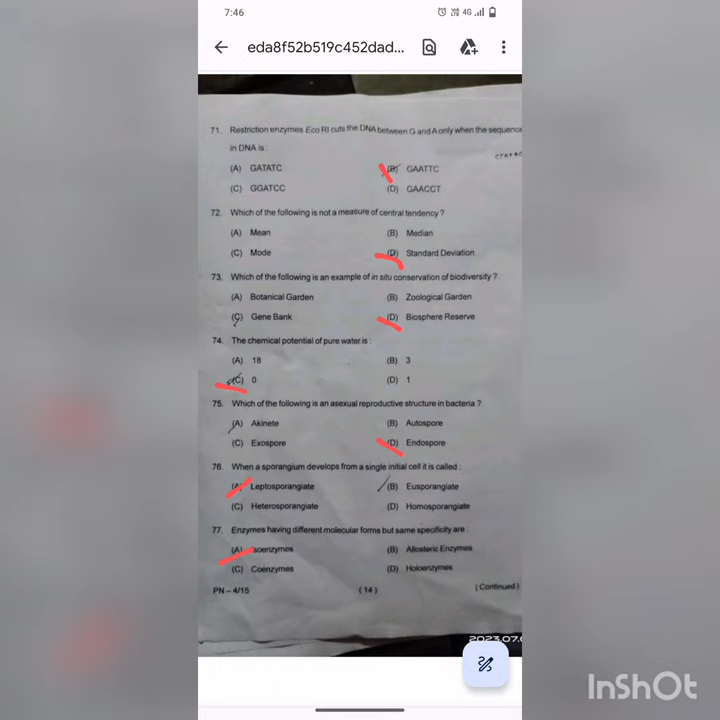 7:46
4G
eda8f52b519c452dad...
71. Restriction enzymes Eco RI cuts the DNA between G and A only when the sequence
in DNA is :
(A) GATATC (B) GAATTC
(C) GGATCC (D) GAACCT
72. Which of the following is not a measure of central tendency ?
(A) Mean (B) Median
(C) Mode (D) Standard Deviation
73. Which of the following is an example of in situ conservation of biodiversity ?
(A) Botanical Garden (B) Zoological Garden
(C) Gene Bank (D) Biosphere Reserve
74. The chemical potential of pure water is :
(A) 18 (B) 3
(C) 0 (D) 1
75. Which of the following is an asexual reproductive structure in bacteria ?
(A) Akinete (B) Autospore
(C) Exospore (D) Endospore
76. When a sporangium develops from a single initial cell it is called :
(A) Leptosporangiate (B) Eusporangiate
(C) Heterosporangiate (D) Homosporangiate
77. Enzymes having different molecular forms but same specificity are :
(A) Isoenzymes (B) Allosteric Enzymes
(C) Coenzymes (D) Holoenzymes
PN – 4/15 ( 14 ) ( Continued )
2023.07.
InShOt